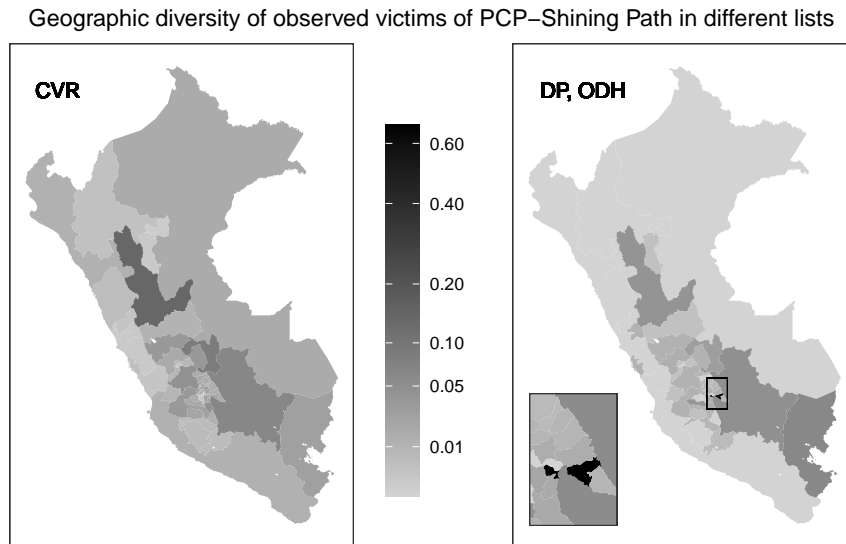 Geographic diversity of observed victims of PCP−Shining Path in different lists
CVR
DP, ODH
0.60
0.40
0.20
0.10
0.05
0.01